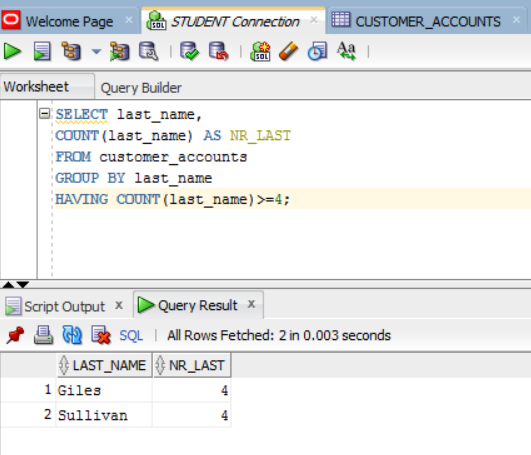 Welcome Page × STUDENT Connection × CUSTOMER_ACCOUNTS ×
SQL Aa
Worksheet Query Builder
SELECT last_name,
COUNT(last_name) AS NR_LAST
FROM customer_accounts
GROUP BY last_name
HAVING COUNT(last_name)>=4;
Script Output x Query Result x
SQL | All Rows Fetched: 2 in 0.003 seconds
LAST_NAME NR_LAST
1 Giles 4
2 Sullivan 4